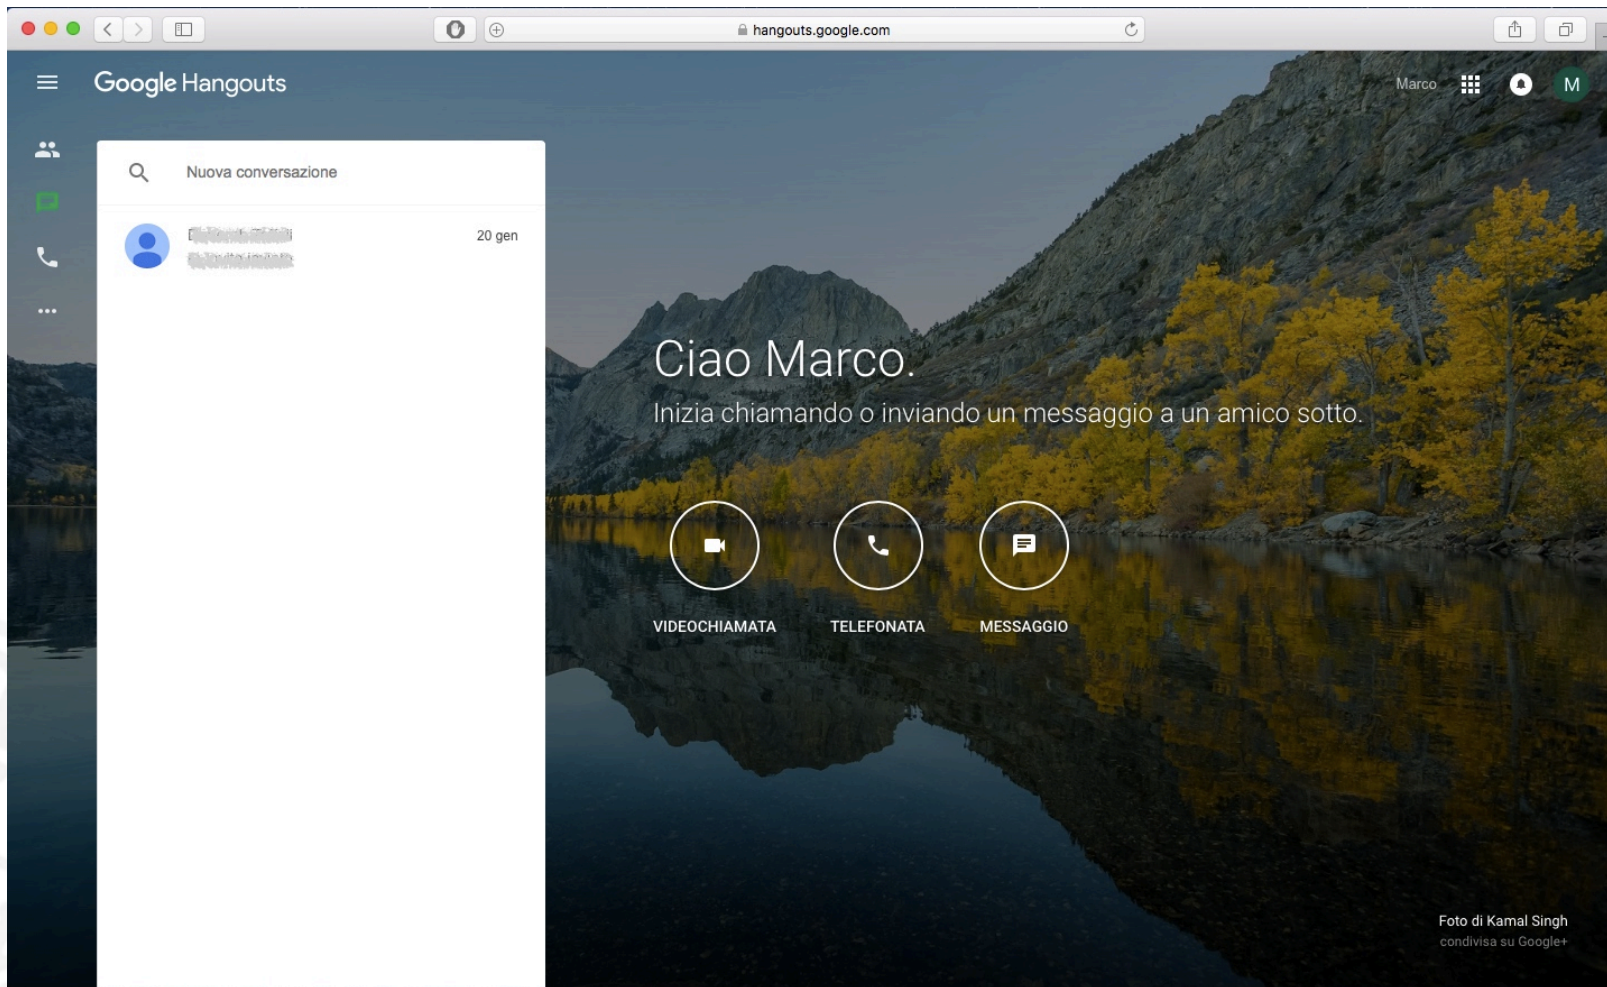 hangouts.google.com
Google Hangouts
Marco
M
Nuova conversazione
20 gen
Ciao Marco.
Inizia chiamando o inviando un messaggio a un amico sotto.
VIDEOCHIAMATA
TELEFONATA
MESSAGGIO
Foto di Kamal Singh
condivisa su Google+